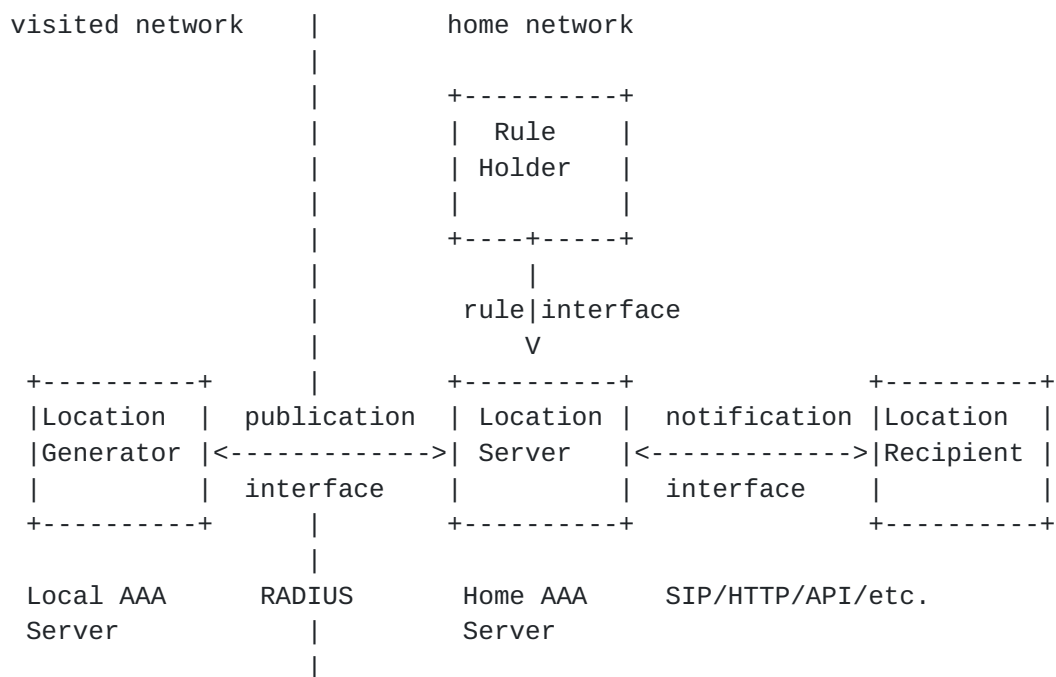 visited network | home network
|
| +----------+
| | Rule |
| | Holder |
| | |
| +----+-----+
| |
| rule|interface
| V
+----------+ | +----------+ +----------+
|Location | publication | Location | notification |Location |
|Generator |<------------->| Server |<------------->|Recipient |
| | interface | | interface | |
+----------+ | +----------+ +----------+
|
Local AAA RADIUS Home AAA SIP/HTTP/API/etc.
Server | Server
|